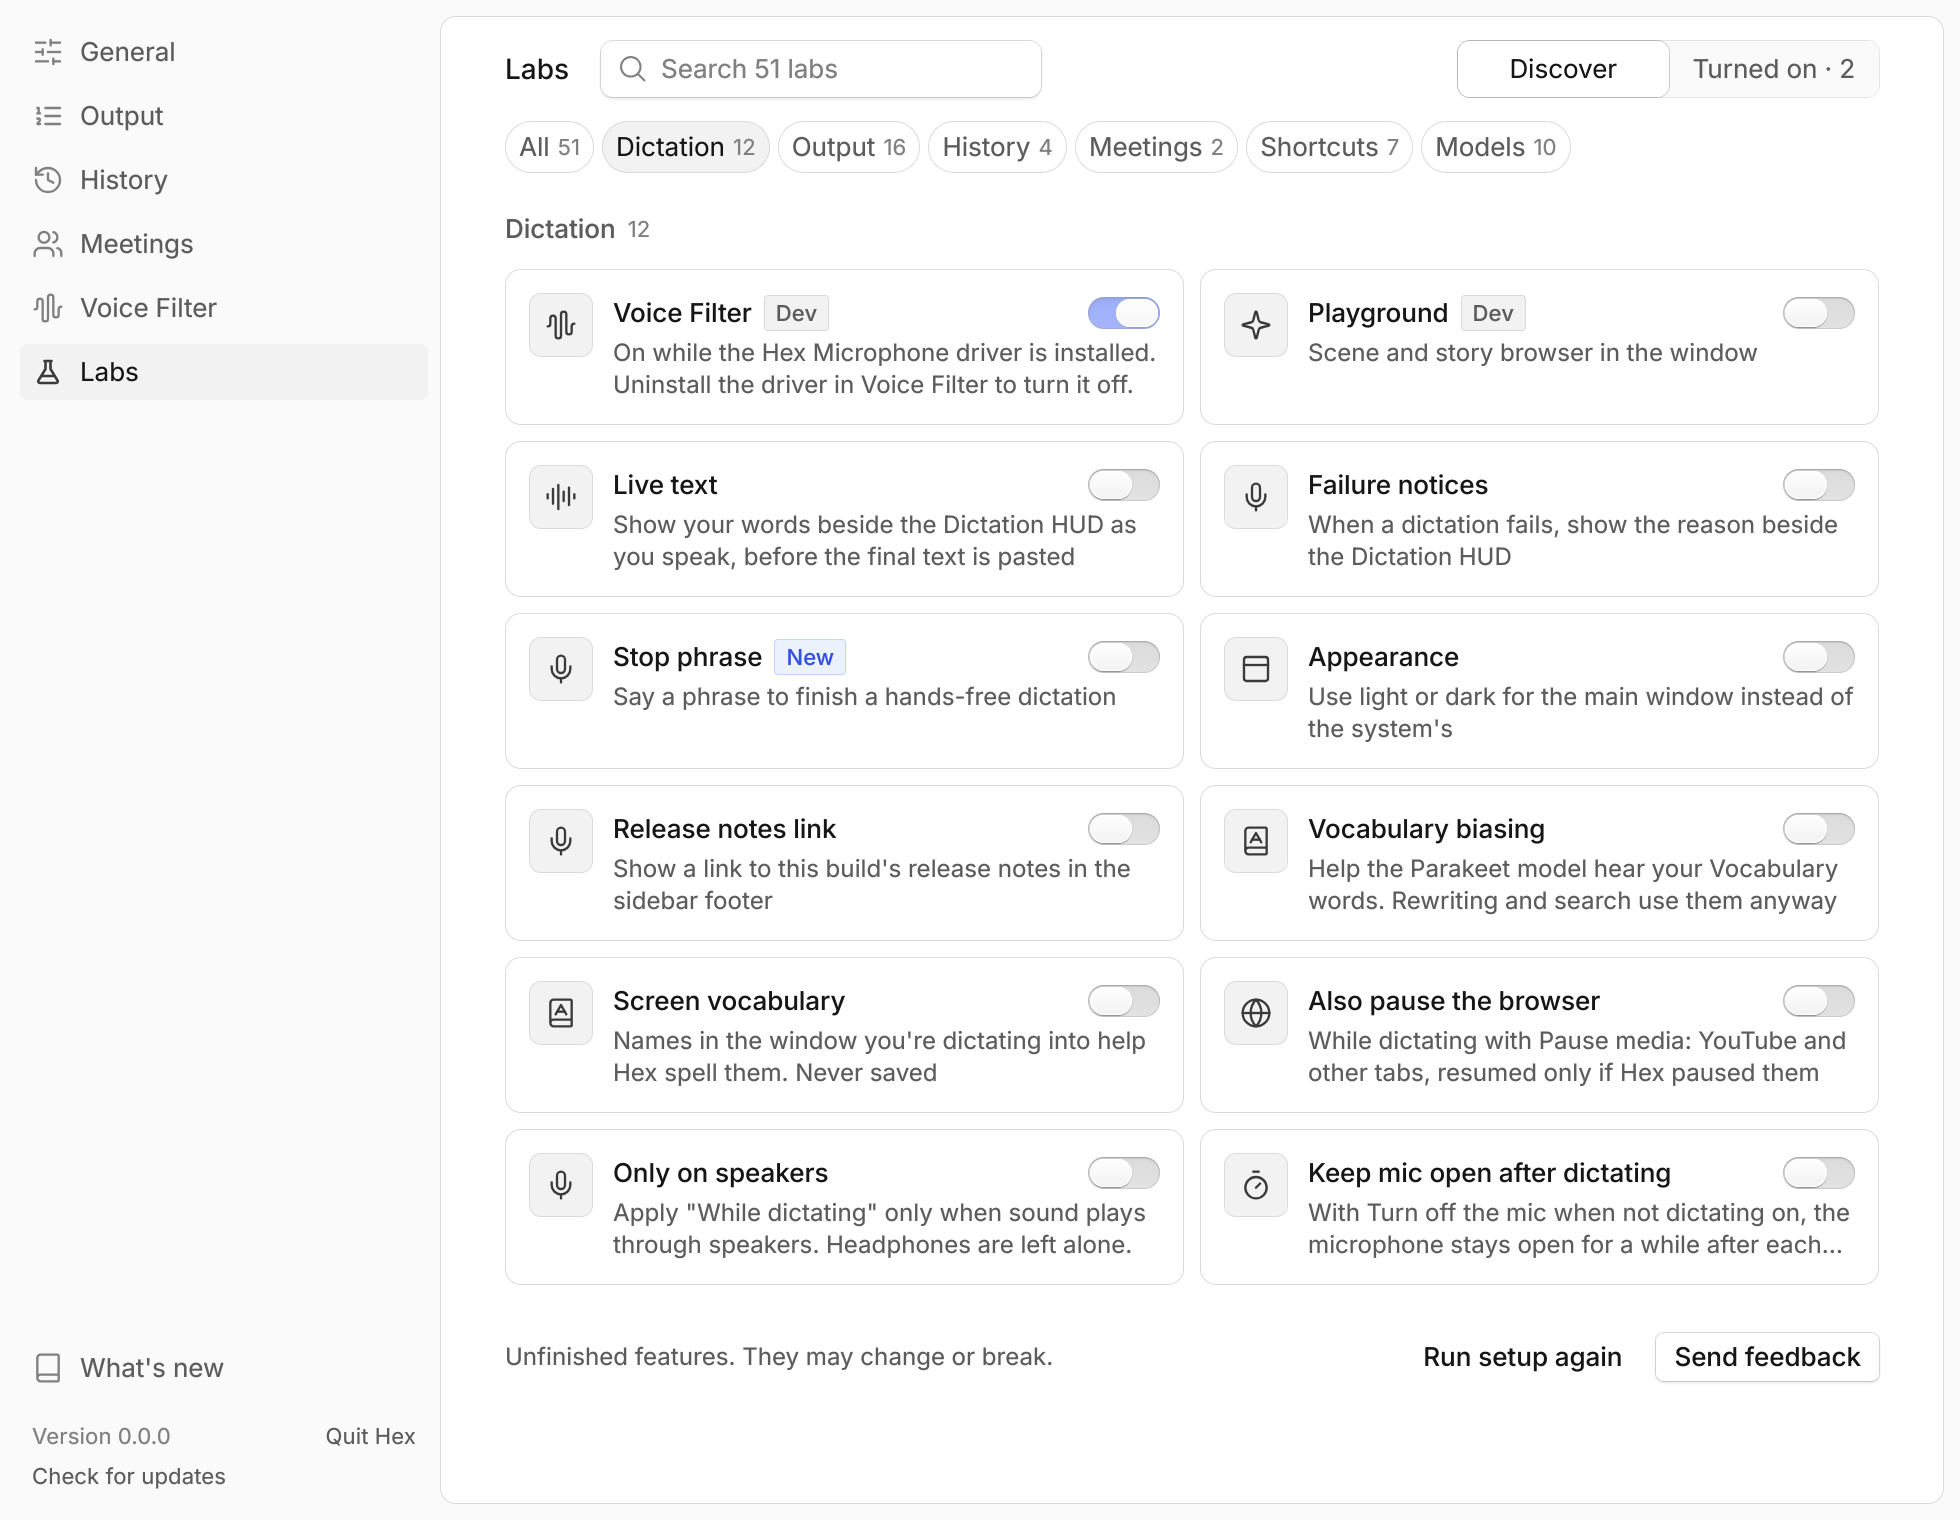 General
Output
History
Meetings
Voice Filter
Labs
What's new
Version 0.0.0
Quit Hex
Check for updates
Labs
Search 51 labs
Discover
Turned on · 2
All 51
Dictation 12
Output 16
History 4
Meetings 2
Shortcuts 7
Models 10
Dictation 12
Voice Filter Dev
On while the Hex Microphone driver is installed.
Uninstall the driver in Voice Filter to turn it off.
Playground Dev
Scene and story browser in the window
Live text
Show your words beside the Dictation HUD as
you speak, before the final text is pasted
Failure notices
When a dictation fails, show the reason beside
the Dictation HUD
Stop phrase New
Say a phrase to finish a hands-free dictation
Appearance
Use light or dark for the main window instead of
the system's
Release notes link
Show a link to this build's release notes in the
sidebar footer
Vocabulary biasing
Help the Parakeet model hear your Vocabulary
words. Rewriting and search use them anyway
Screen vocabulary
Names in the window you're dictating into help
Hex spell them. Never saved
Also pause the browser
While dictating with Pause media: YouTube and
other tabs, resumed only if Hex paused them
Only on speakers
Apply "While dictating" only when sound plays
through speakers. Headphones are left alone.
Keep mic open after dictating
With Turn off the mic when not dictating on, the
microphone stays open for a while after each...
Unfinished features. They may change or break.
Run setup again
Send feedback